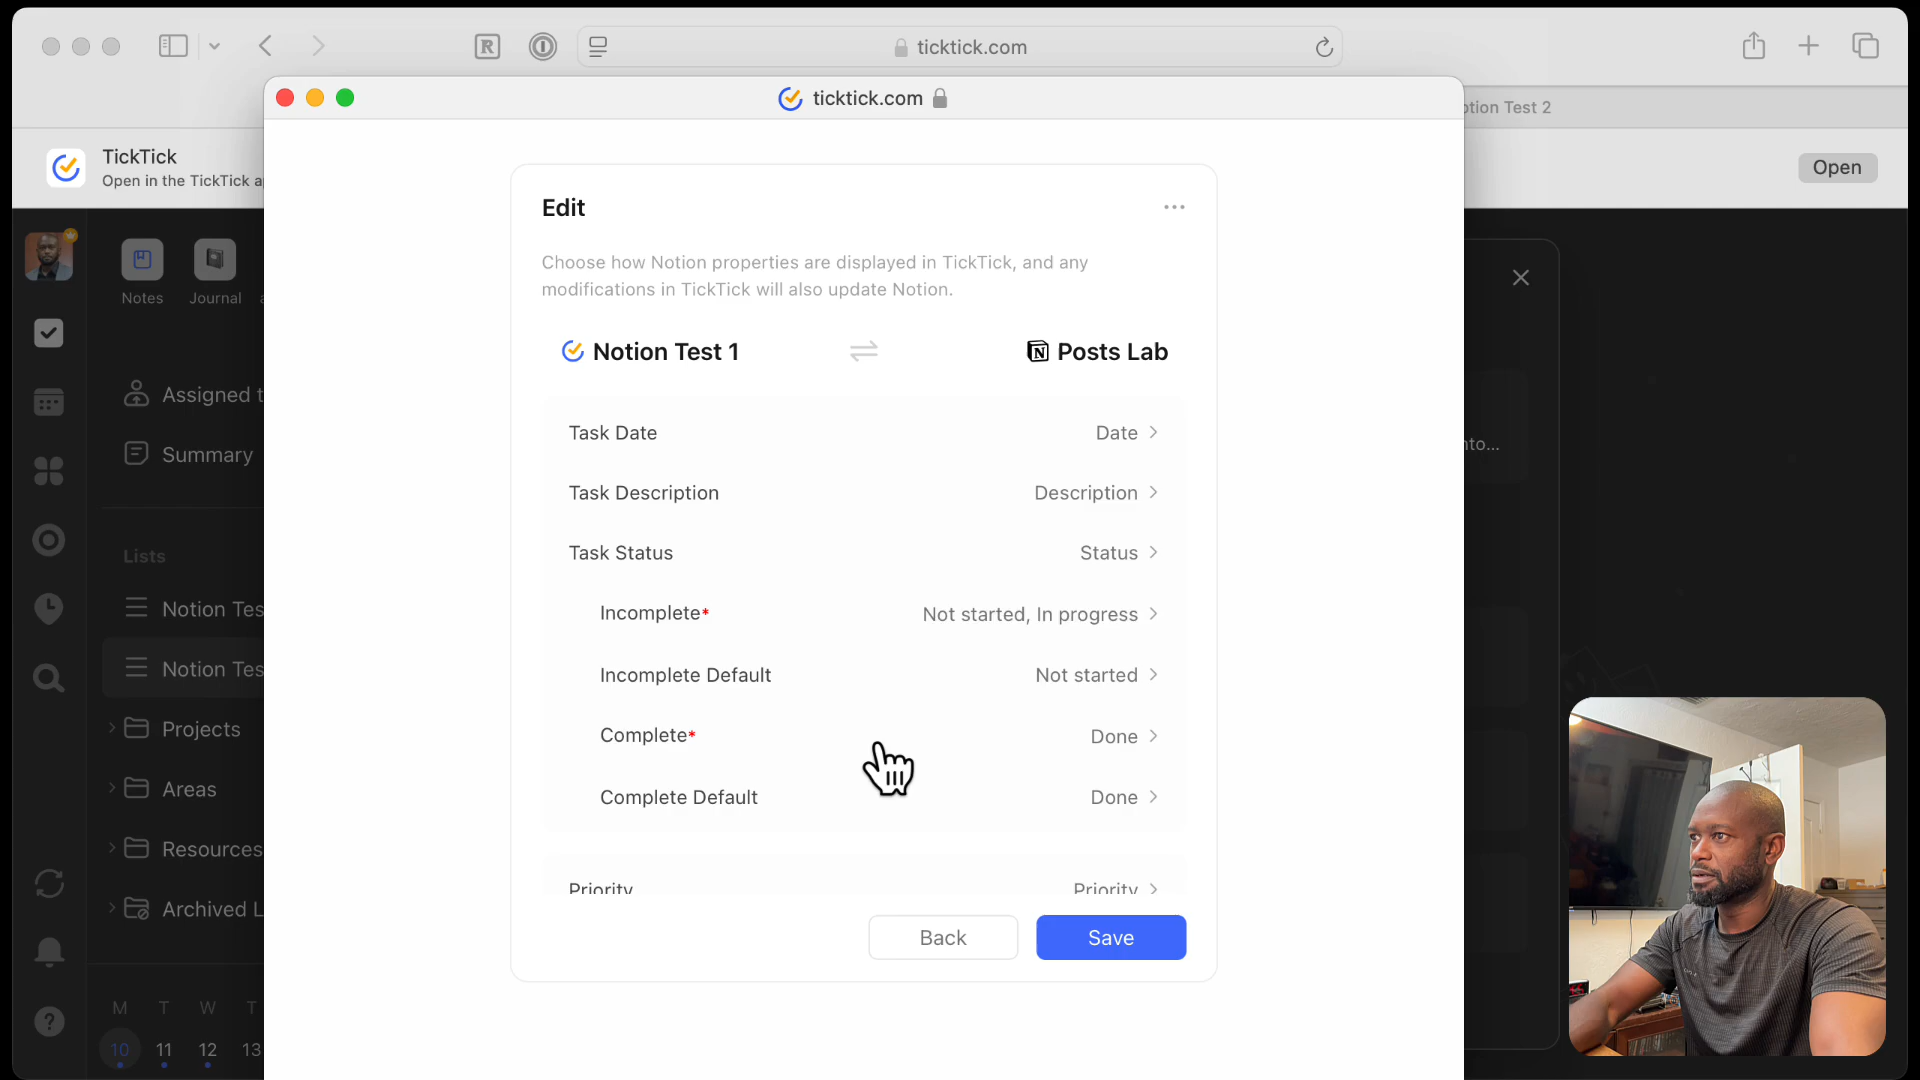 ticktick.com
ticktick.com
otion Test 2
TickTick
Open in the TickTick a
Open
Edit
Choose how Notion properties are displayed in TickTick, and any
modifications in TickTick will also update Notion.
Notes
Journal
Notion Test 1
Posts Lab
Assigned t
Summary
Task Date
Date
nto...
Task Description
Description
Task Status
Status
Lists
Incomplete*
Not started, In progress
Notion Tes
Incomplete Default
Not started
Notion Tes
Projects
Complete*
Done
Areas
Complete Default
Done
Resources
Priority
Priority
Archived L
Back
Save
M T W T
10 11 12 13